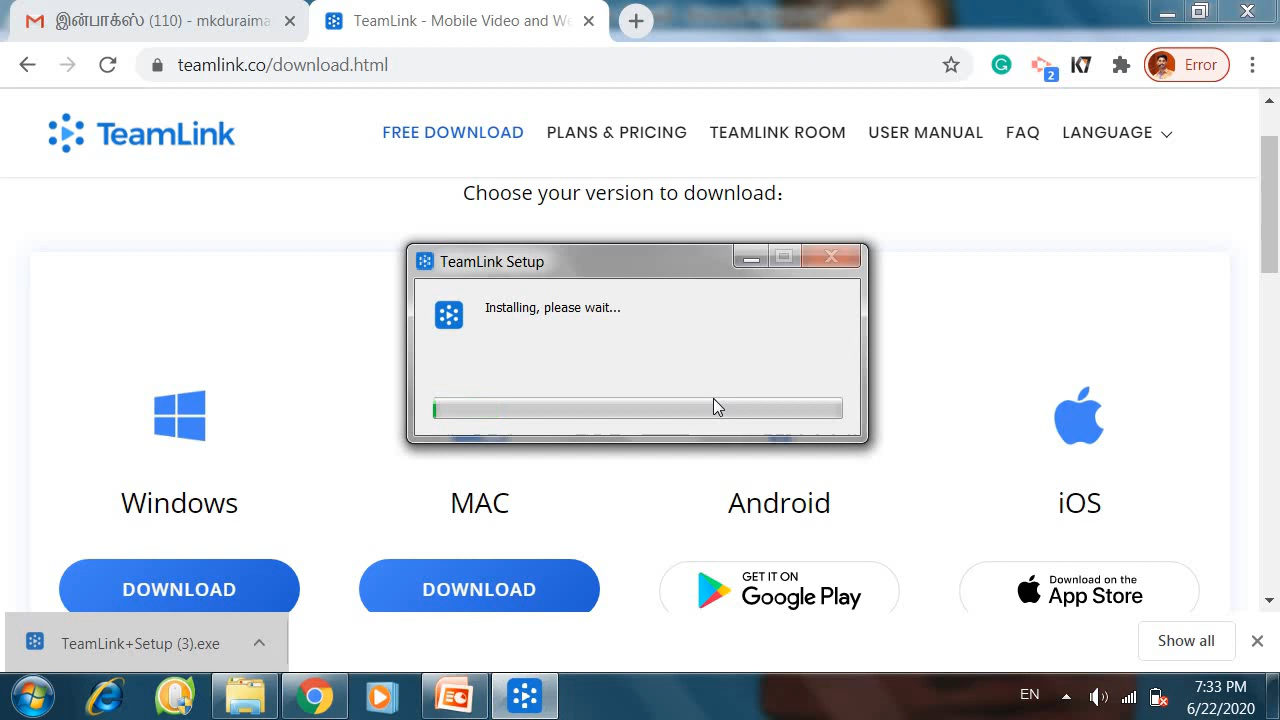 இன்பாக்ஸ் (110) - mkduraima
TeamLink - Mobile Video and We
teamlink.co/download.html
2
K7
Error
TeamLink
FREE DOWNLOAD
PLANS & PRICING
TEAMLINK ROOM
USER MANUAL
FAQ
LANGUAGE
Choose your version to download:
TeamLink Setup
Installing, please wait...
Windows
MAC
Android
iOS
DOWNLOAD
DOWNLOAD
GET IT ON
Google Play
Download on the
App Store
TeamLink+Setup (3).exe
Show all
EN
7:33 PM
6/22/2020